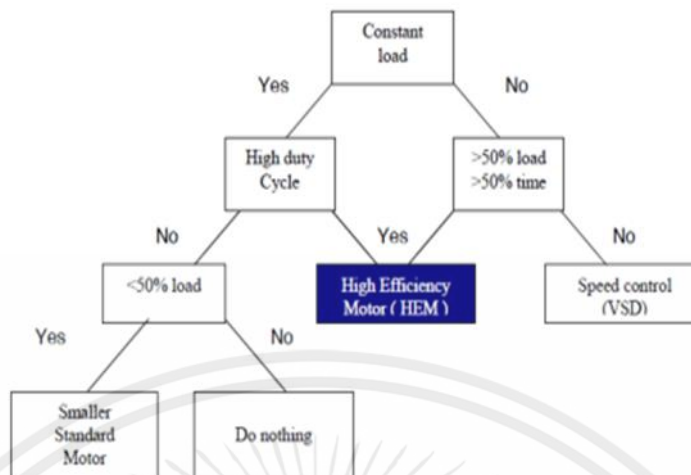 Constant
load
Yes
No
High duty
Cycle
>50% load
>50% time
No
Yes
No
<50% load
High Efficiency
Motor ( HEM )
Speed control
(VSD)
Yes
No
Smaller
Standard
Motor
Do nothing